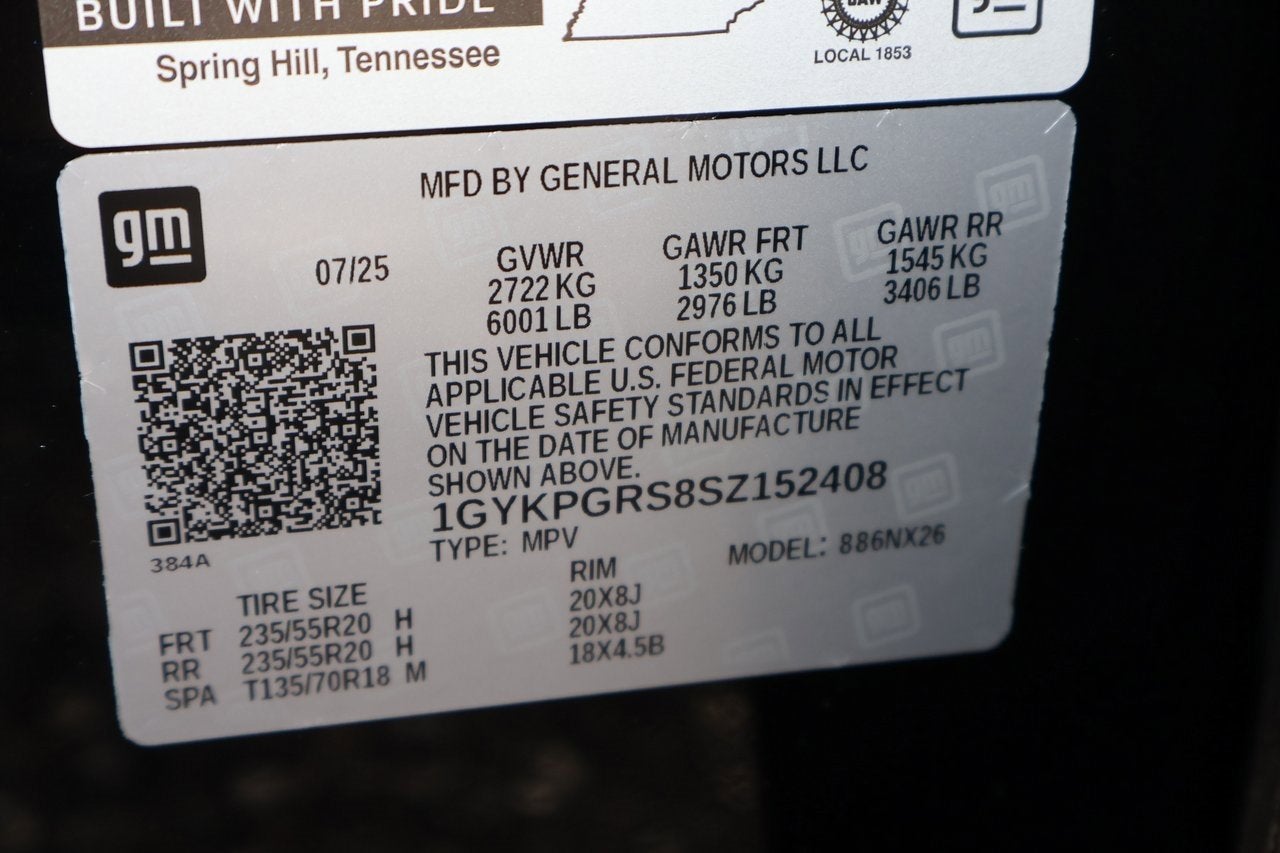 BUILT WITH PRIDE
Spring Hill, Tennessee
UAW
LOCAL 1853
gm
MFD BY GENERAL MOTORS LLC
07/25
GVWR
2722 KG
6001 LB
GAWR FRT
1350 KG
2976 LB
GAWR RR
1545 KG
3406 LB
THIS VEHICLE CONFORMS TO ALL
APPLICABLE U.S. FEDERAL MOTOR
VEHICLE SAFETY STANDARDS IN EFFECT
ON THE DATE OF MANUFACTURE
SHOWN ABOVE.
1GYKPGRS8SZ152408
TYPE: MPV MODEL: 886NX26
384A
TIRE SIZE RIM
FRT 235/55R20 H 20X8J
RR 235/55R20 H 20X8J
SPA T135/70R18 M 18X4.5B